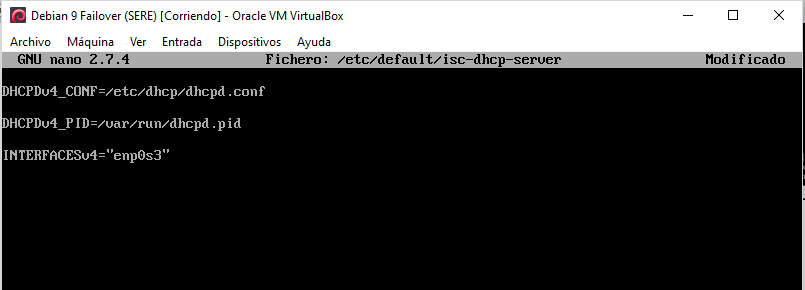 Debian 9 Failover (SERE) [Corriendo] - Oracle VM VirtualBox
Archivo Máquina Ver Entrada Dispositivos Ayuda
GNU nano 2.7.4 Fichero: /etc/default/isc-dhcp-server Modificado
DHCPDv4_CONF=/etc/dhcp/dhcpd.conf
DHCPDv4_PID=/var/run/dhcpd.pid
INTERFACESv4="enp0s3"